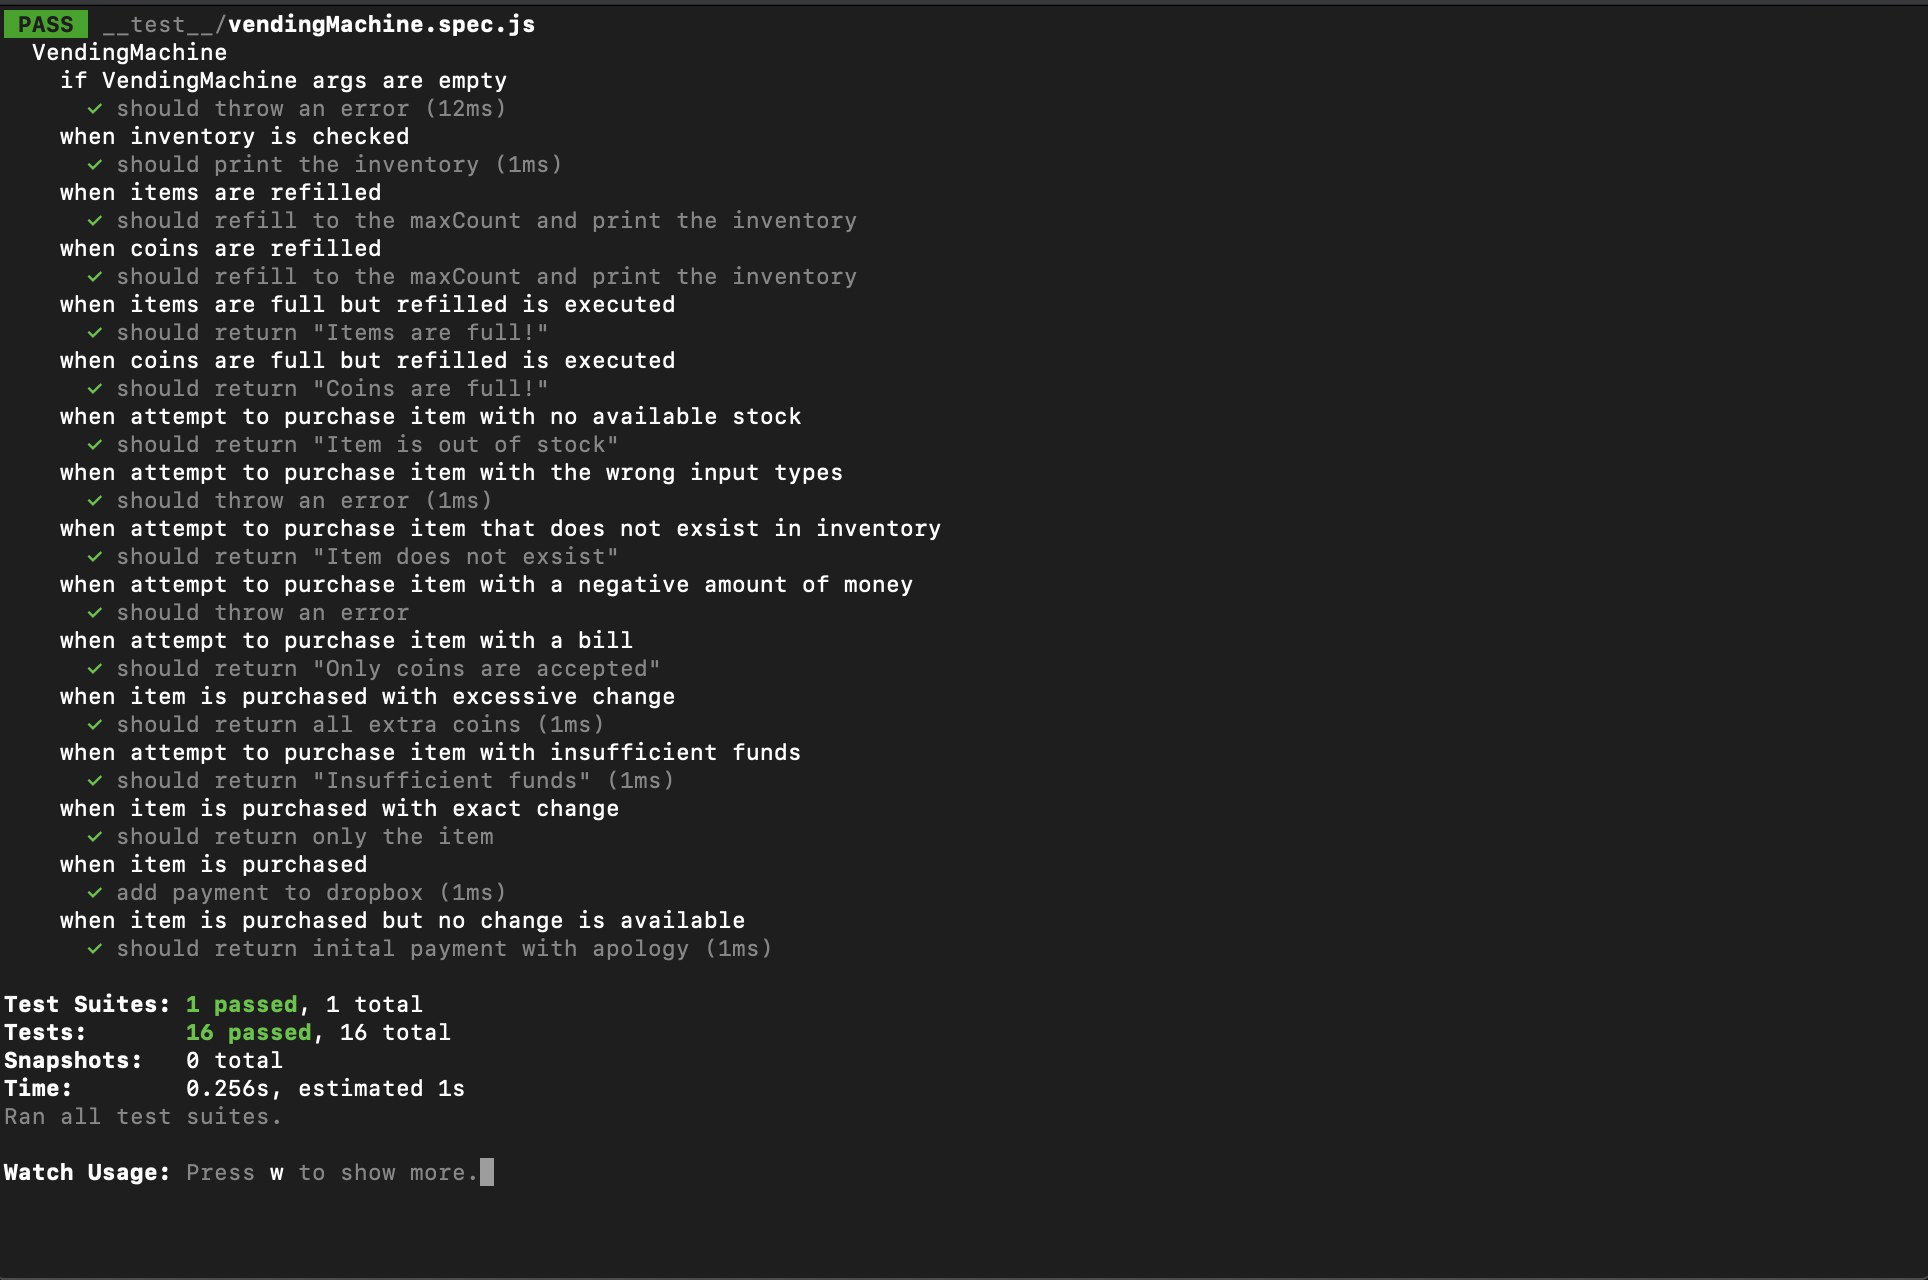 PASS __test__/vendingMachine.spec.js
VendingMachine
if VendingMachine args are empty
✓ should throw an error (12ms)
when inventory is checked
✓ should print the inventory (1ms)
when items are refilled
✓ should refill to the maxCount and print the inventory
when coins are refilled
✓ should refill to the maxCount and print the inventory
when items are full but refilled is executed
✓ should return "Items are full!"
when coins are full but refilled is executed
✓ should return "Coins are full!"
when attempt to purchase item with no available stock
✓ should return "Item is out of stock"
when attempt to purchase item with the wrong input types
✓ should throw an error (1ms)
when attempt to purchase item that does not exsist in inventory
✓ should return "Item does not exsist"
when attempt to purchase item with a negative amount of money
✓ should throw an error
when attempt to purchase item with a bill
✓ should return "Only coins are accepted"
when item is purchased with excessive change
✓ should return all extra coins (1ms)
when attempt to purchase item with insufficient funds
✓ should return "Insufficient funds" (1ms)
when item is purchased with exact change
✓ should return only the item
when item is purchased
✓ add payment to dropbox (1ms)
when item is purchased but no change is available
✓ should return inital payment with apology (1ms)
Test Suites: 1 passed, 1 total
Tests: 16 passed, 16 total
Snapshots: 0 total
Time: 0.256s, estimated 1s
Ran all test suites.
Watch Usage: Press w to show more.